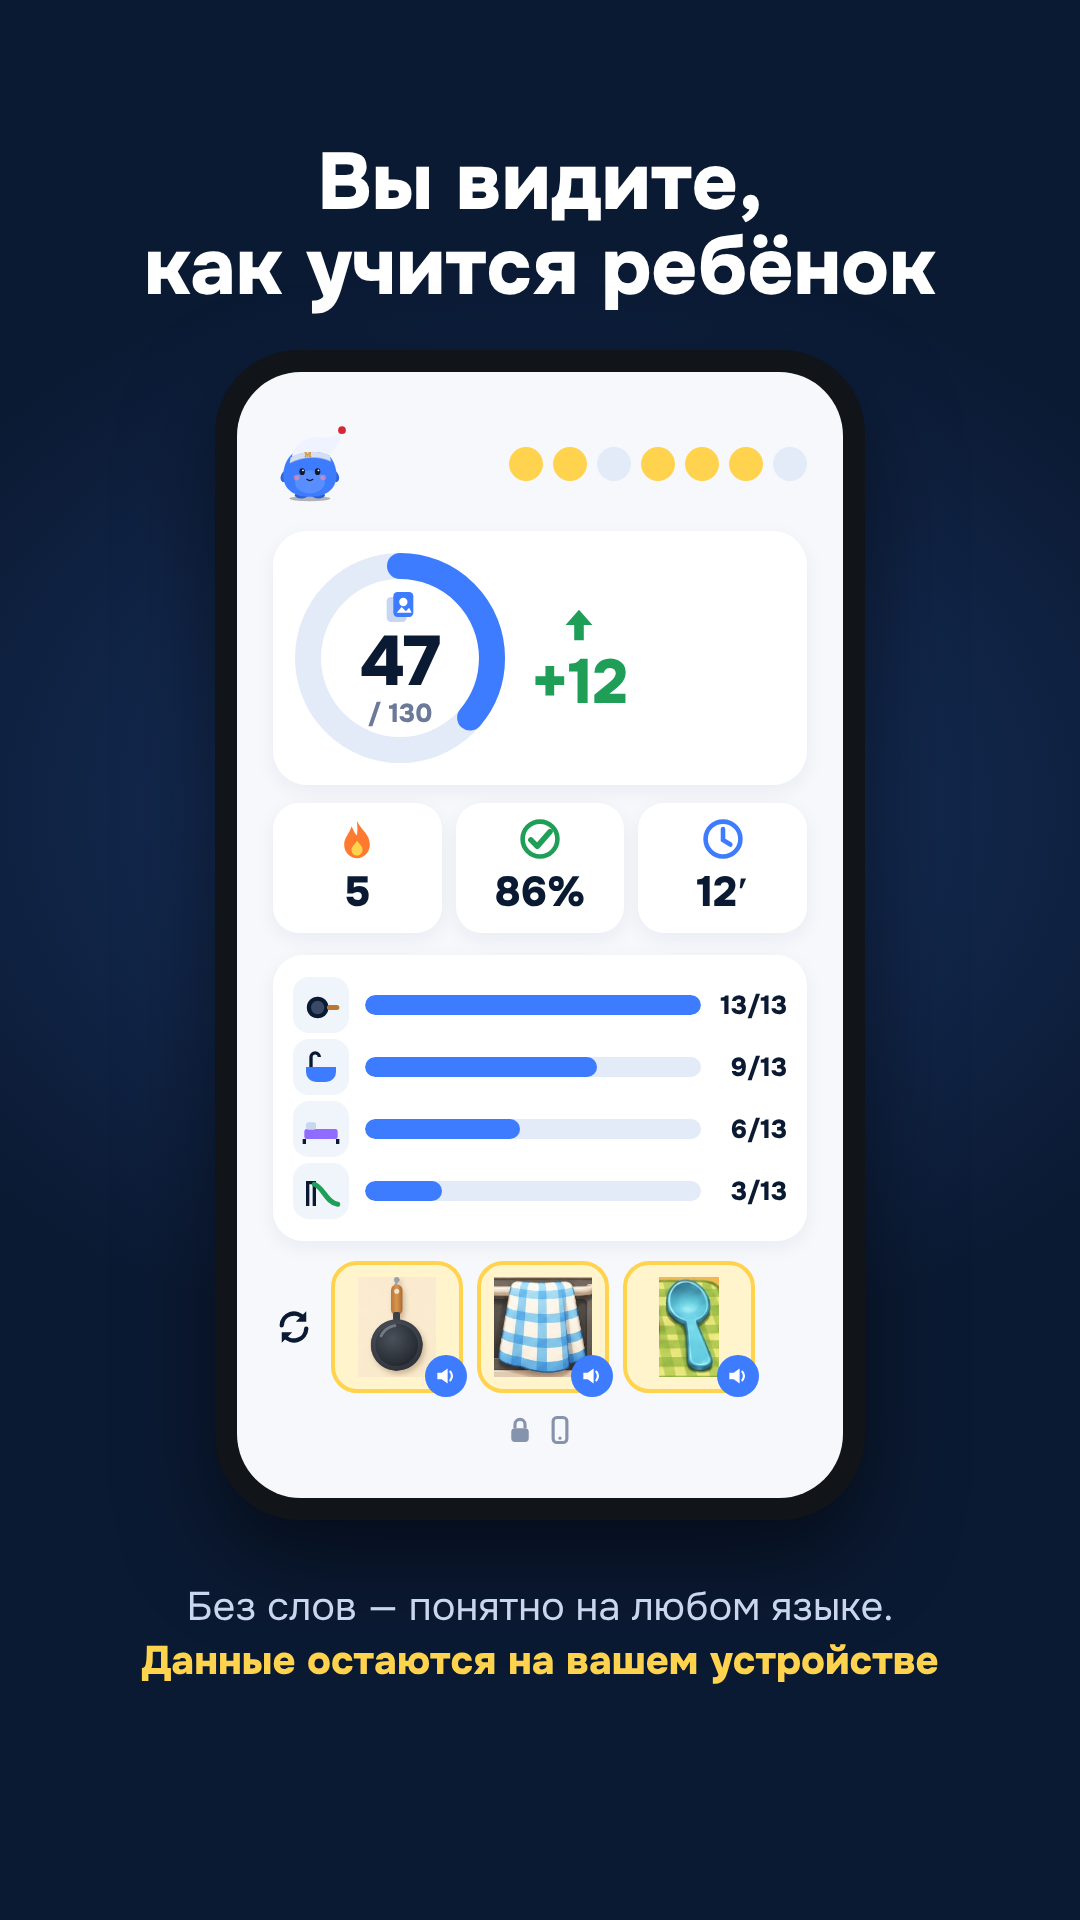 Вы видите,
как учится ребёнок
47
/ 130
+12
5
86%
12′
13/13
9/13
6/13
3/13
Без слов — понятно на любом языке.
Данные остаются на вашем устройстве